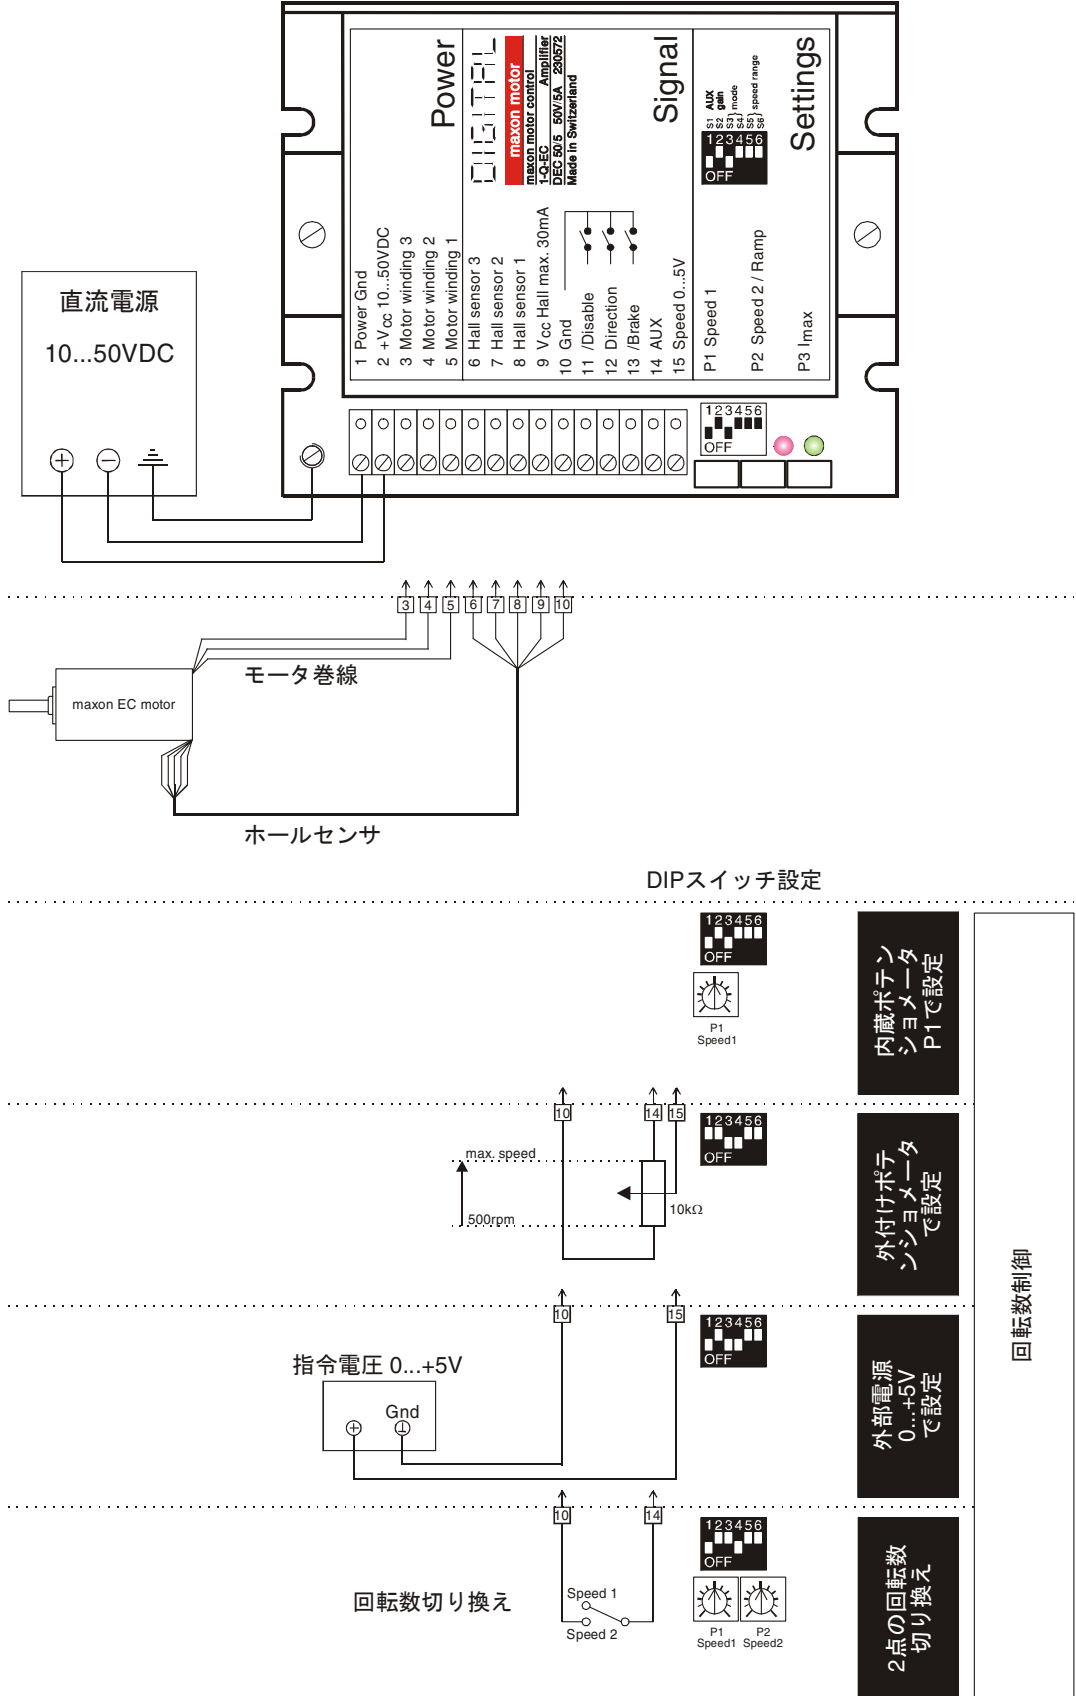 Power
DIGITAL
maxon motor
maxon motor control
1-Q-EC Amplifier
DEC 50/5 50V/5A 230572
Made in Switzerland
Signal
S1 AUX
S2 gain
S3 } mode
S4
S5 } speed range
S6
123456
OFF
Settings
1 Power Gnd
2 +Vcc 10...50VDC
3 Motor winding 3
4 Motor winding 2
5 Motor winding 1
6 Hall sensor 3
7 Hall sensor 2
8 Hall sensor 1
9 Vcc Hall max. 30mA
10 Gnd
11 /Disable
12 Direction
13 /Brake
14 AUX
15 Speed 0...5V
P1 Speed 1
P2 Speed 2 / Ramp
P3 Imax
直流電源
10...50VDC
123456
OFF
3 4 5 6 7 8 9 10
モータ巻線
maxon EC motor
ホールセンサ
DIPスイッチ設定
123456
OFF
P1
Speed1
内蔵ポテン
ショメータ
P1で設定
10 14 15
123456
OFF
max. speed
500rpm
10kΩ
外付けポテ
ンショメータ
で設定
回転数制御
10 15
123456
OFF
指令電圧 0...+5V
Gnd
外部電源
0...+5V
で設定
10 14
123456
OFF
回転数切り換え
Speed 1
Speed 2
P1
Speed1
P2
Speed2
2点の回転数
切り換え